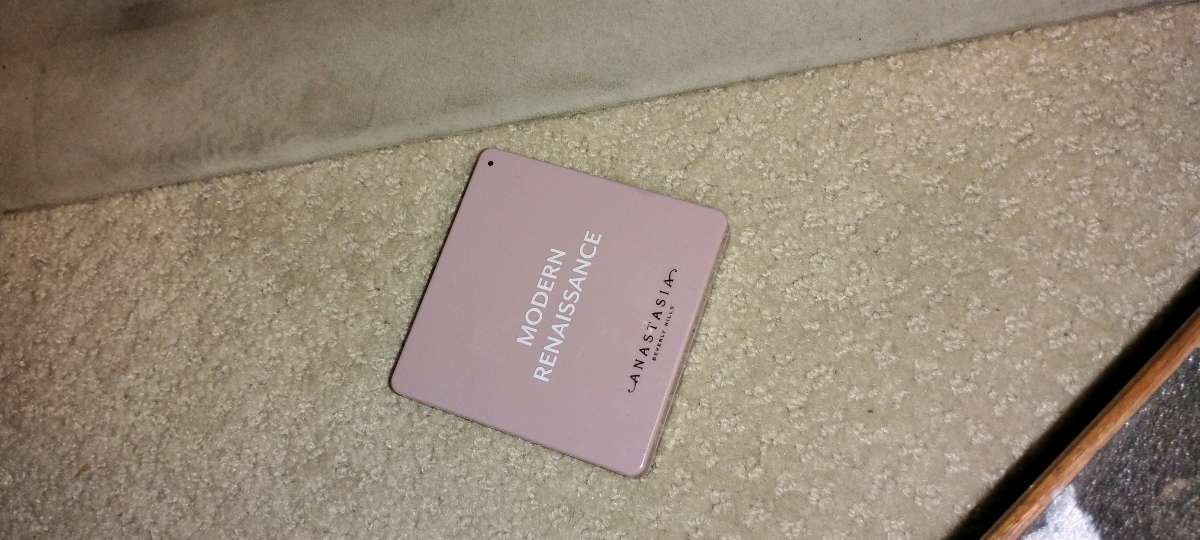 MODERN
RENAISSANCE
ANASTASIA
BEVERLY HILLS